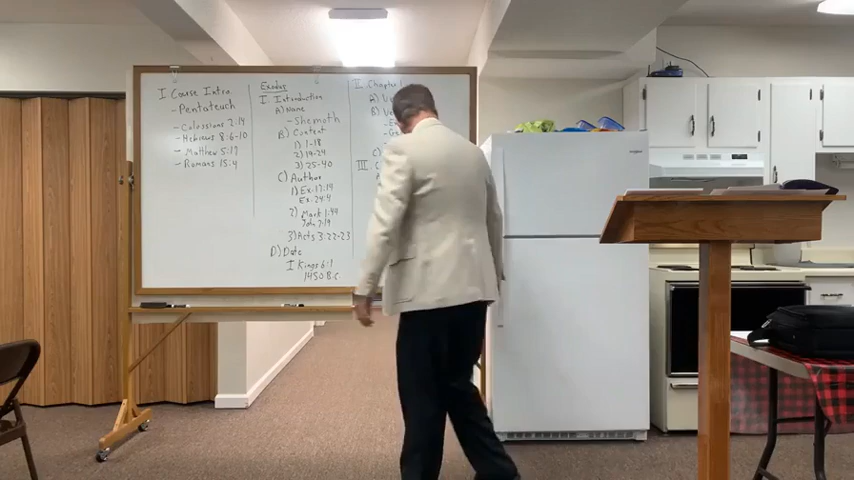 I Course Intro
- Pentateuch
- Colossians 2:14
- Hebrews 8:6-10
- Matthew 5:17
- Romans 15:4
Exodus
I. Introduction
A) Name
- Shemoth
B) Content
1) 1-18
2) 19-24
3) 25-40
C) Author
1) Ex. 17:14
Ex. 24:4
2) Mark 1:44
John 7:19
3) Acts 3:22-23
D) Date
I Kings 6:1
1450 B.C
II. Chapter 1
A)
B)
C)
III.